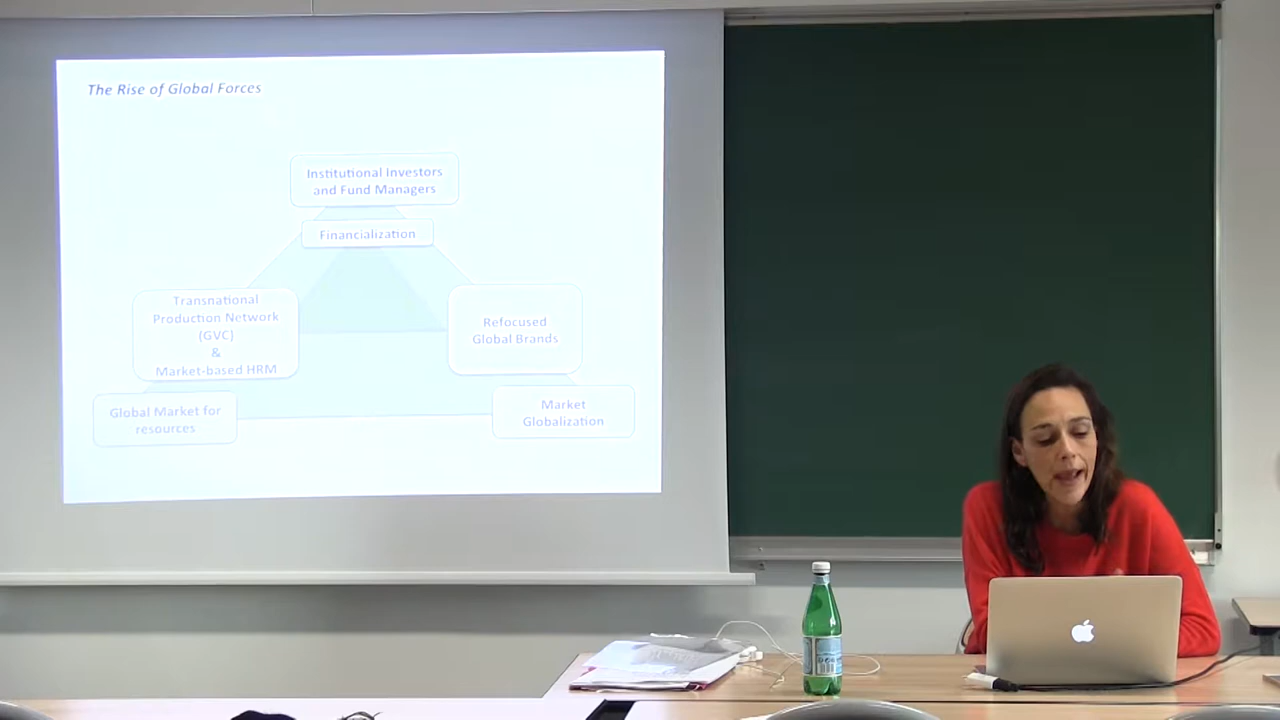 The Rise of Global Forces
Institutional Investors
and Fund Managers
Financialization
Transnational
Production Network
(GVC)
&
Market-based HRM
Refocused
Global Brands
Global Market for
resources
Market
Globalization